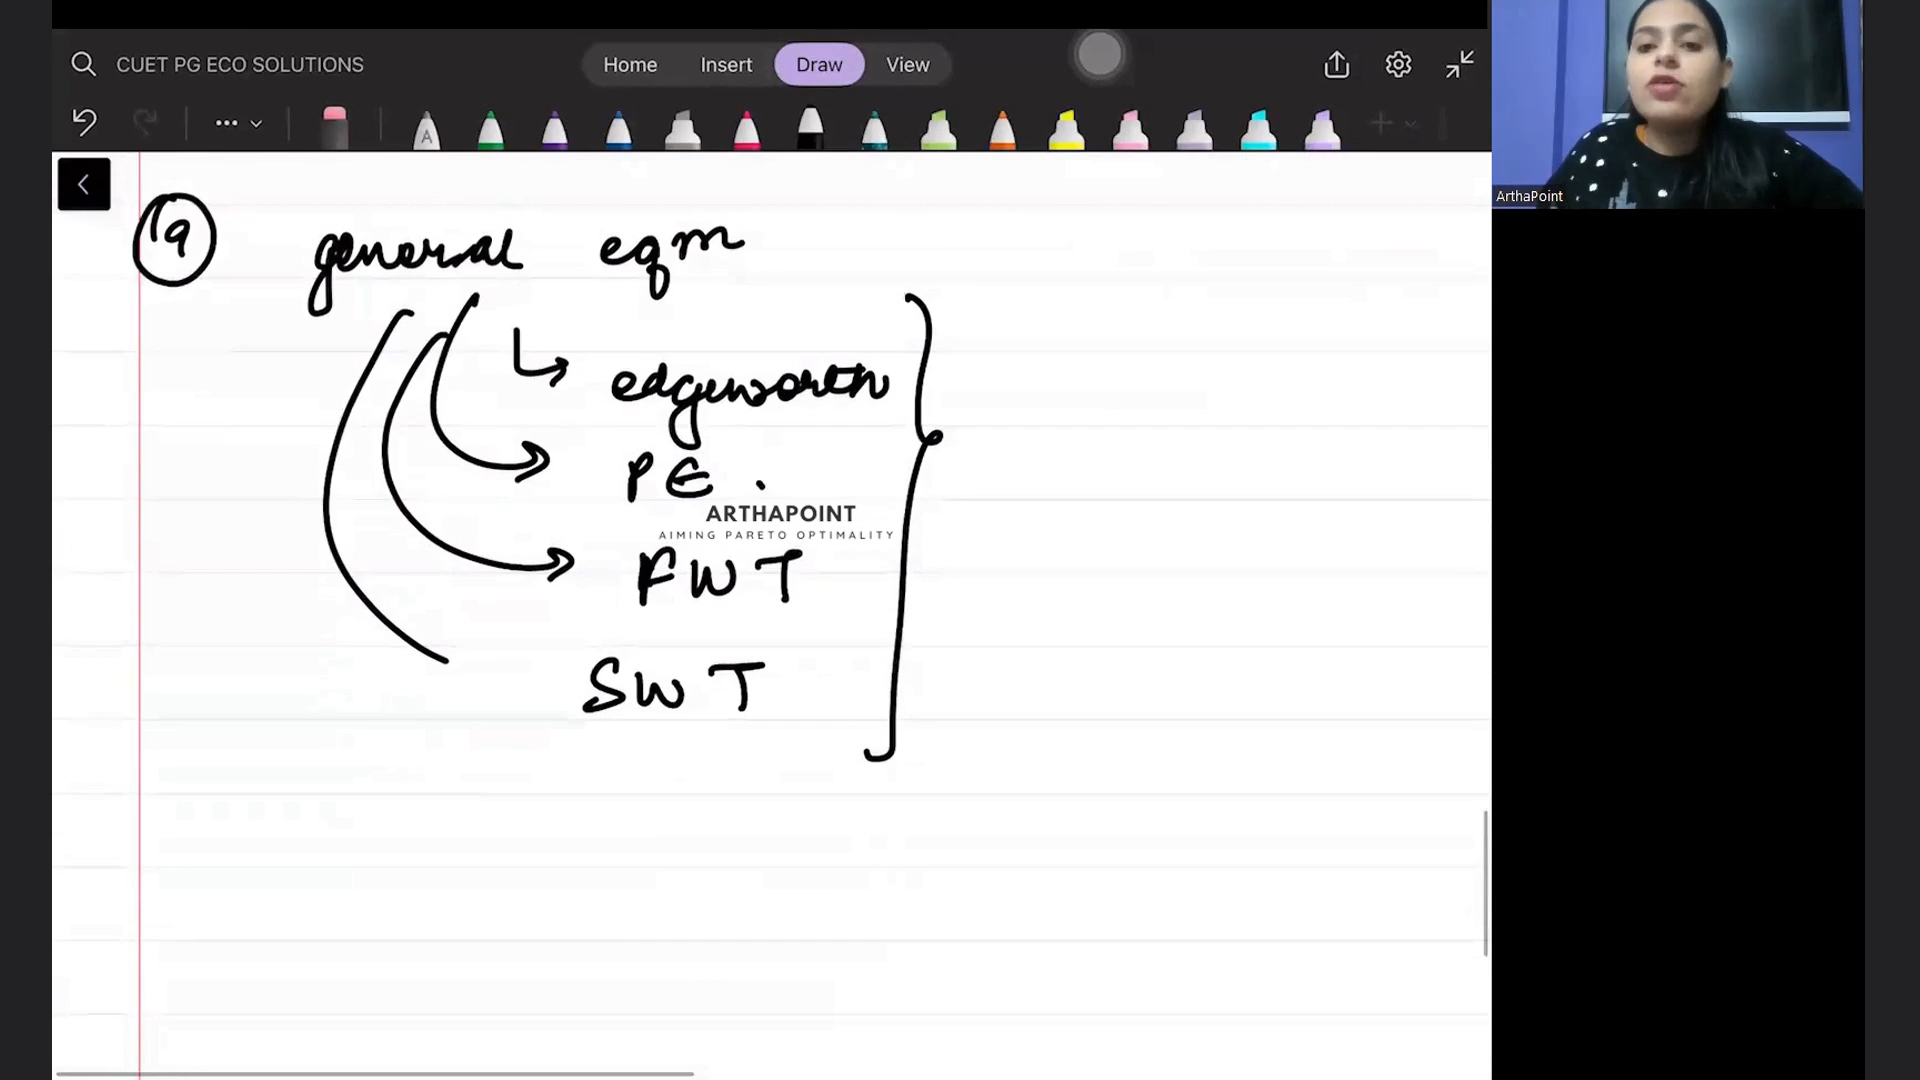 CUET PG ECO SOLUTIONS
Home Insert Draw View
A
ArthaPoint
19 general eqm
edgeworth
PE.
ARTHAPOINT
AIMING PARETO OPTIMALITY
FWT
SWT